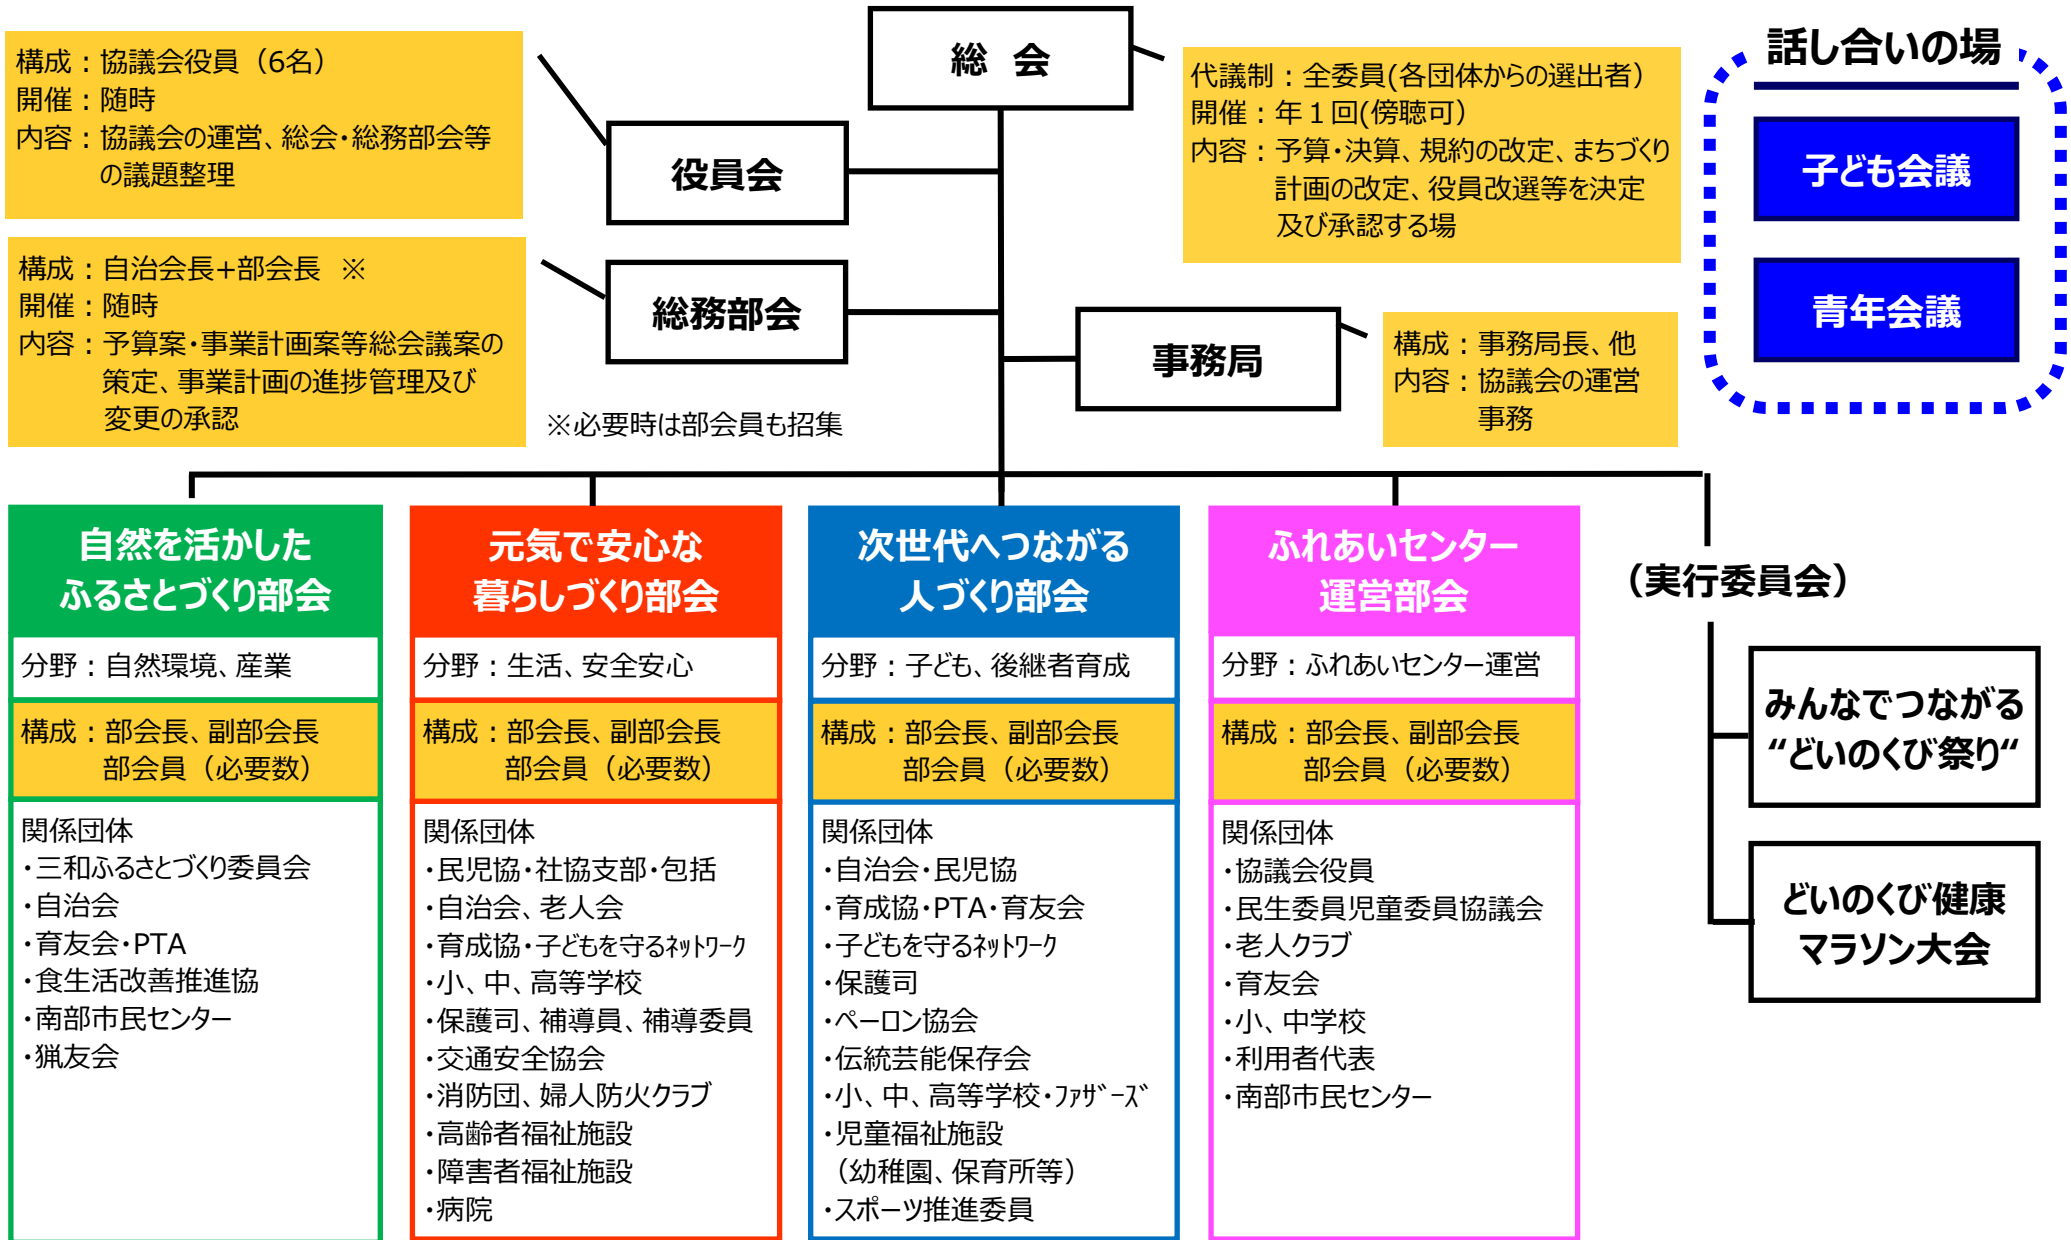 総 会
代議制：全委員(各団体からの選出者）
開催：年１回(傍聴可）
内容：予算・決算、規約の改定、まちづくり
計画の改定、役員改選等を決定
及び承認する場
構成：協議会役員（6名）
開催：随時
内容：協議会の運営、総会・総務部会等
の議題整理
役員会
構成：自治会長+部会長 ※
開催：随時
内容：予算案・事業計画案等総会議案の
策定、事業計画の進捗管理及び
変更の承認
総務部会
※必要時は部会員も招集
事務局
構成：事務局長、他
内容：協議会の運営
事務
話し合いの場
子ども会議
青年会議
自然を活かした
ふるさとづくり部会
分野：自然環境、産業
構成：部会長、副部会長
部会員（必要数）
関係団体
・三和ふるさとづくり委員会
・自治会
・育友会・PTA
・食生活改善推進協
・南部市民センター
・猟友会
元気で安心な
暮らしづくり部会
分野：生活、安全安心
構成：部会長、副部会長
部会員（必要数）
関係団体
・民児協・社協支部・包括
・自治会、老人会
・育成協・子どもを守るﾈｯﾄﾜｰｸ
・小、中、高等学校
・保護司、補導員、補導委員
・交通安全協会
・消防団、婦人防火クラブ
・高齢者福祉施設
・障害者福祉施設
・病院
次世代へつながる
人づくり部会
分野：子ども、後継者育成
構成：部会長、副部会長
部会員（必要数）
関係団体
・自治会・民児協
・育成協・PTA・育友会
・子どもを守るﾈｯﾄﾜｰｸ
・保護司
・ペーロン協会
・伝統芸能保存会
・小、中、高等学校・ﾌｧｻﾞｰｽﾞ
・児童福祉施設
（幼稚園、保育所等）
・スポーツ推進委員
ふれあいセンター
運営部会
分野：ふれあいセンター運営
構成：部会長、副部会長
部会員（必要数）
関係団体
・協議会役員
・民生委員児童委員協議会
・老人クラブ
・育友会
・小、中学校
・利用者代表
・南部市民センター
（実行委員会）
みんなでつながる
“どいのくび祭り“
どいのくび健康
マラソン大会